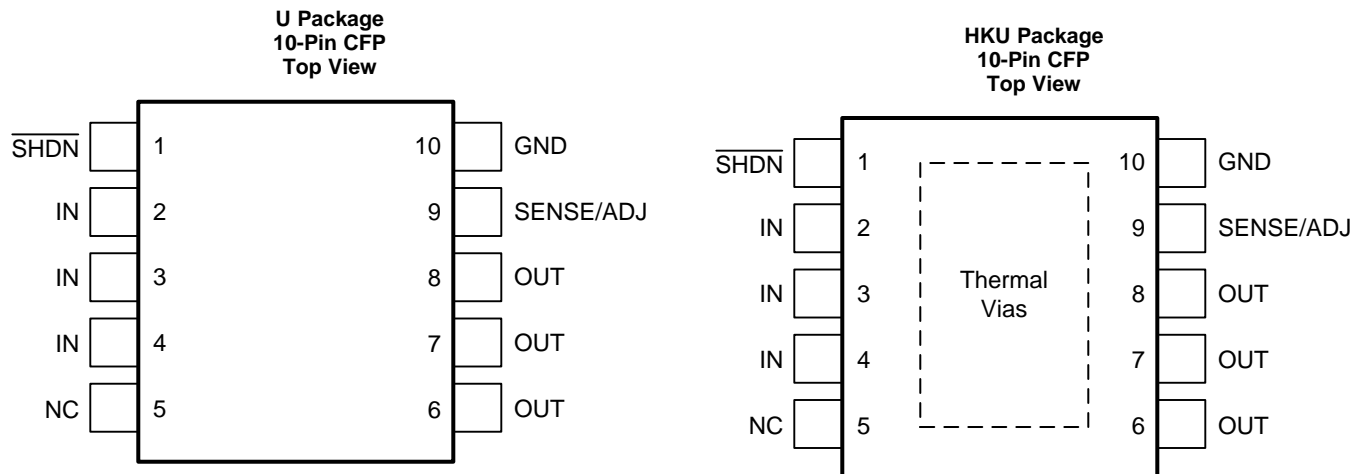 U Package
10-Pin CFP
Top View
SHDN 1 10 GND
IN 2 9 SENSE/ADJ
IN 3 8 OUT
IN 4 7 OUT
NC 5 6 OUT
HKU Package
10-Pin CFP
Top View
SHDN 1 10 GND
IN 2 9 SENSE/ADJ
IN 3 Thermal 8 OUT
Vias
IN 4 7 OUT
NC 5 6 OUT